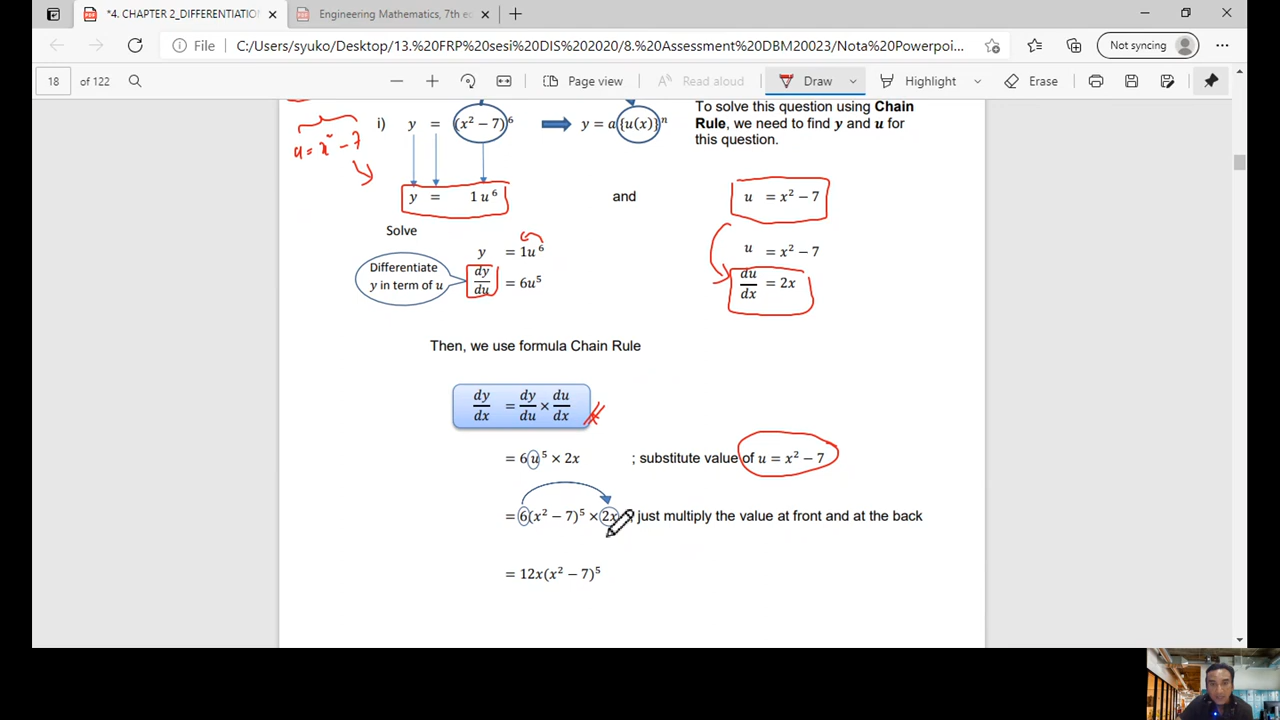 *4. CHAPTER 2_DIFFERENTIATIO
Engineering Mathematics, 7th e
File
C:/Users/syuko/Desktop/13.%20FRP%20sesi%20DIS%202020/8.%20Assessment%20DBM20023/Nota%20Powerpoi...
Not syncing
18 of 122
Page view
Read aloud
Draw
Highlight
Erase
To solve this question using Chain
Rule, we need to find y and u for
this question.
i) y = (x² − 7)⁶
y = a{u(x)}ⁿ
u = x² − 7
y = 1u⁶
and
u = x² − 7
Solve
y = 1u⁶
u = x² − 7
Differentiate
y in term of u
dy/du = 6u⁵
du/dx = 2x
Then, we use formula Chain Rule
dy/dx = dy/du × du/dx
= 6u⁵ × 2x ; substitute value of u = x² − 7
= 6(x² − 7)⁵ × 2x ; just multiply the value at front and at the back
= 12x(x² − 7)⁵